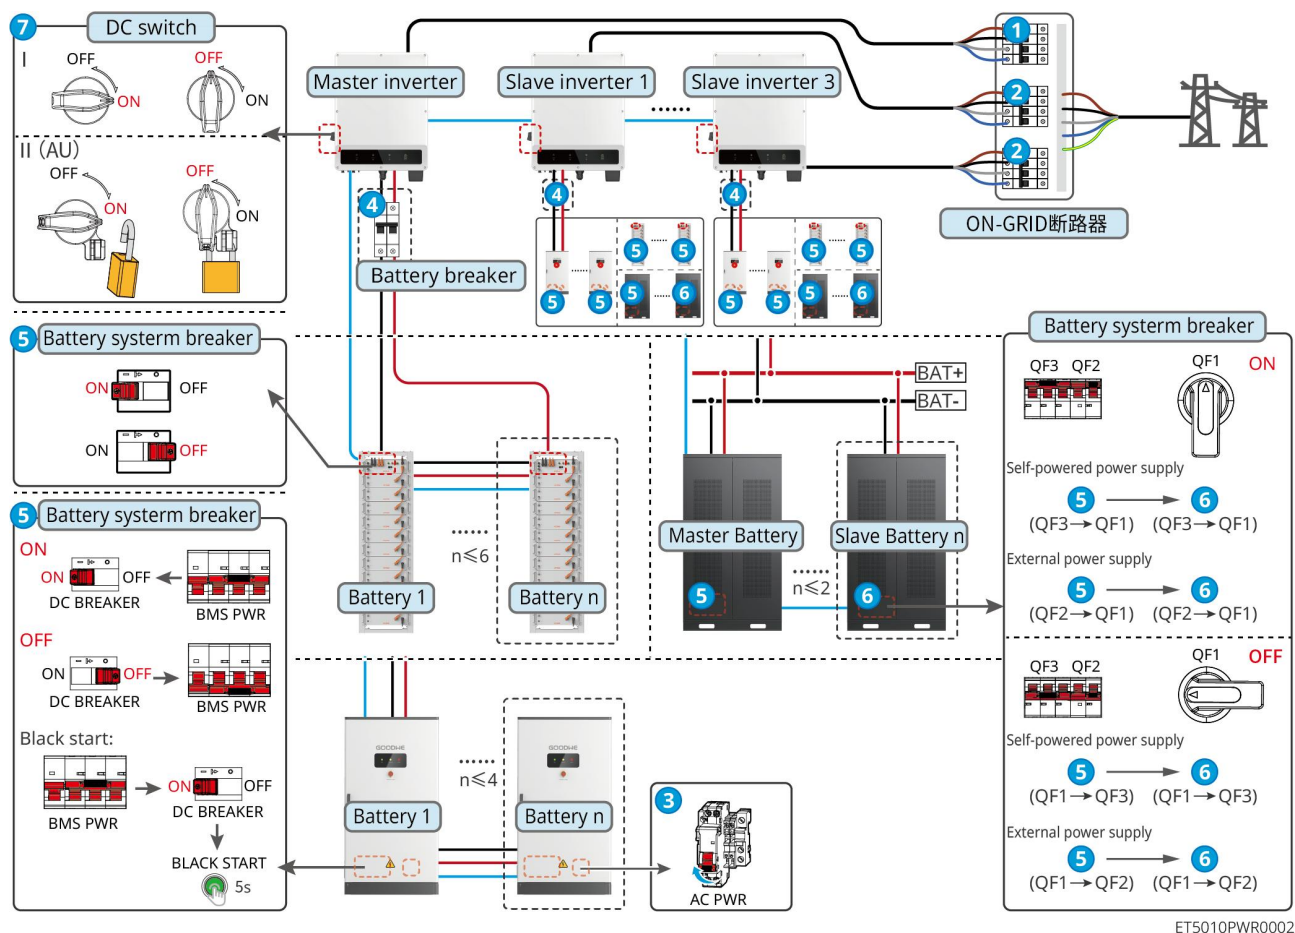 7
DC switch
I
OFF
ON
OFF
ON
II (AU)
OFF
ON
OFF
ON
Master inverter
Slave inverter 1
Slave inverter 3
1
2
2
ON-GRID断路器
4
Battery breaker
4
4
5
5
5
5
5
6
5
5
5
5
5
6
5
Battery systerm breaker
ON
OFF
ON
OFF
5
Battery systerm breaker
ON
ON
OFF
DC BREAKER
BMS PWR
OFF
ON
OFF
DC BREAKER
BMS PWR
Black start:
BMS PWR
ON
OFF
DC BREAKER
BLACK START
5s
n≤6
Battery 1
Battery n
BAT+
BAT-
Master Battery
Slave Battery n
n≤2
5
6
GOODWE
GOODWE
n≤4
Battery 1
Battery n
3
AC PWR
Battery systerm breaker
QF3
QF2
QF1
ON
Self-powered power supply
5
6
(QF3→QF1)
(QF3→QF1)
External power supply
5
6
(QF2→QF1)
(QF2→QF1)
QF3
QF2
QF1
OFF
Self-powered power supply
5
6
(QF1→QF3)
(QF1→QF3)
External power supply
5
6
(QF1→QF2)
(QF1→QF2)
ET5010PWR0002